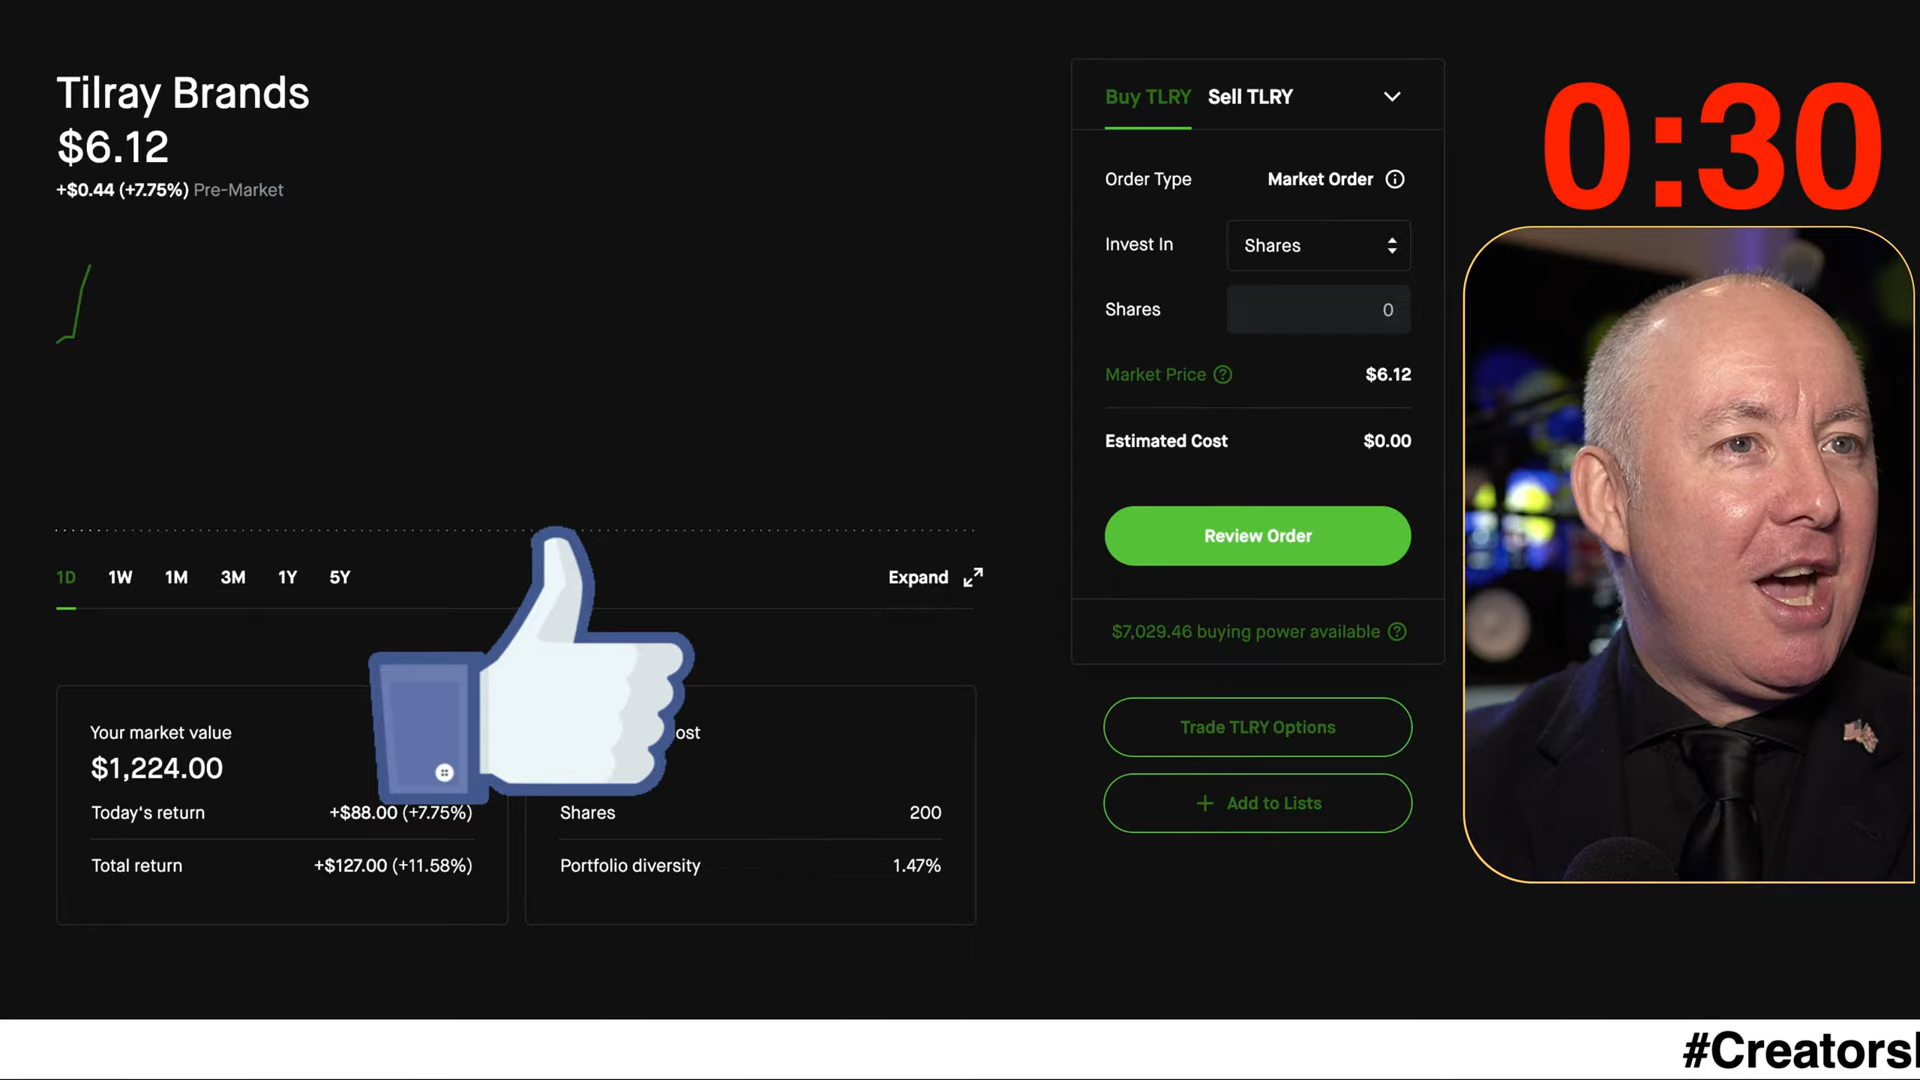 Tilray Brands
$6.12
+$0.44 (+7.75%) Pre-Market
1D 1W 1M 3M 1Y 5Y
Expand
Your market value
$1,224.00
Today's return +$88.00 (+7.75%)
Total return +$127.00 (+11.58%)
ost
Shares 200
Portfolio diversity 1.47%
Buy TLRY Sell TLRY
Order Type Market Order
Invest In Shares
Shares 0
Market Price $6.12
Estimated Cost $0.00
Review Order
$7,029.46 buying power available
Trade TLRY Options
+ Add to Lists
0:30
#Creators